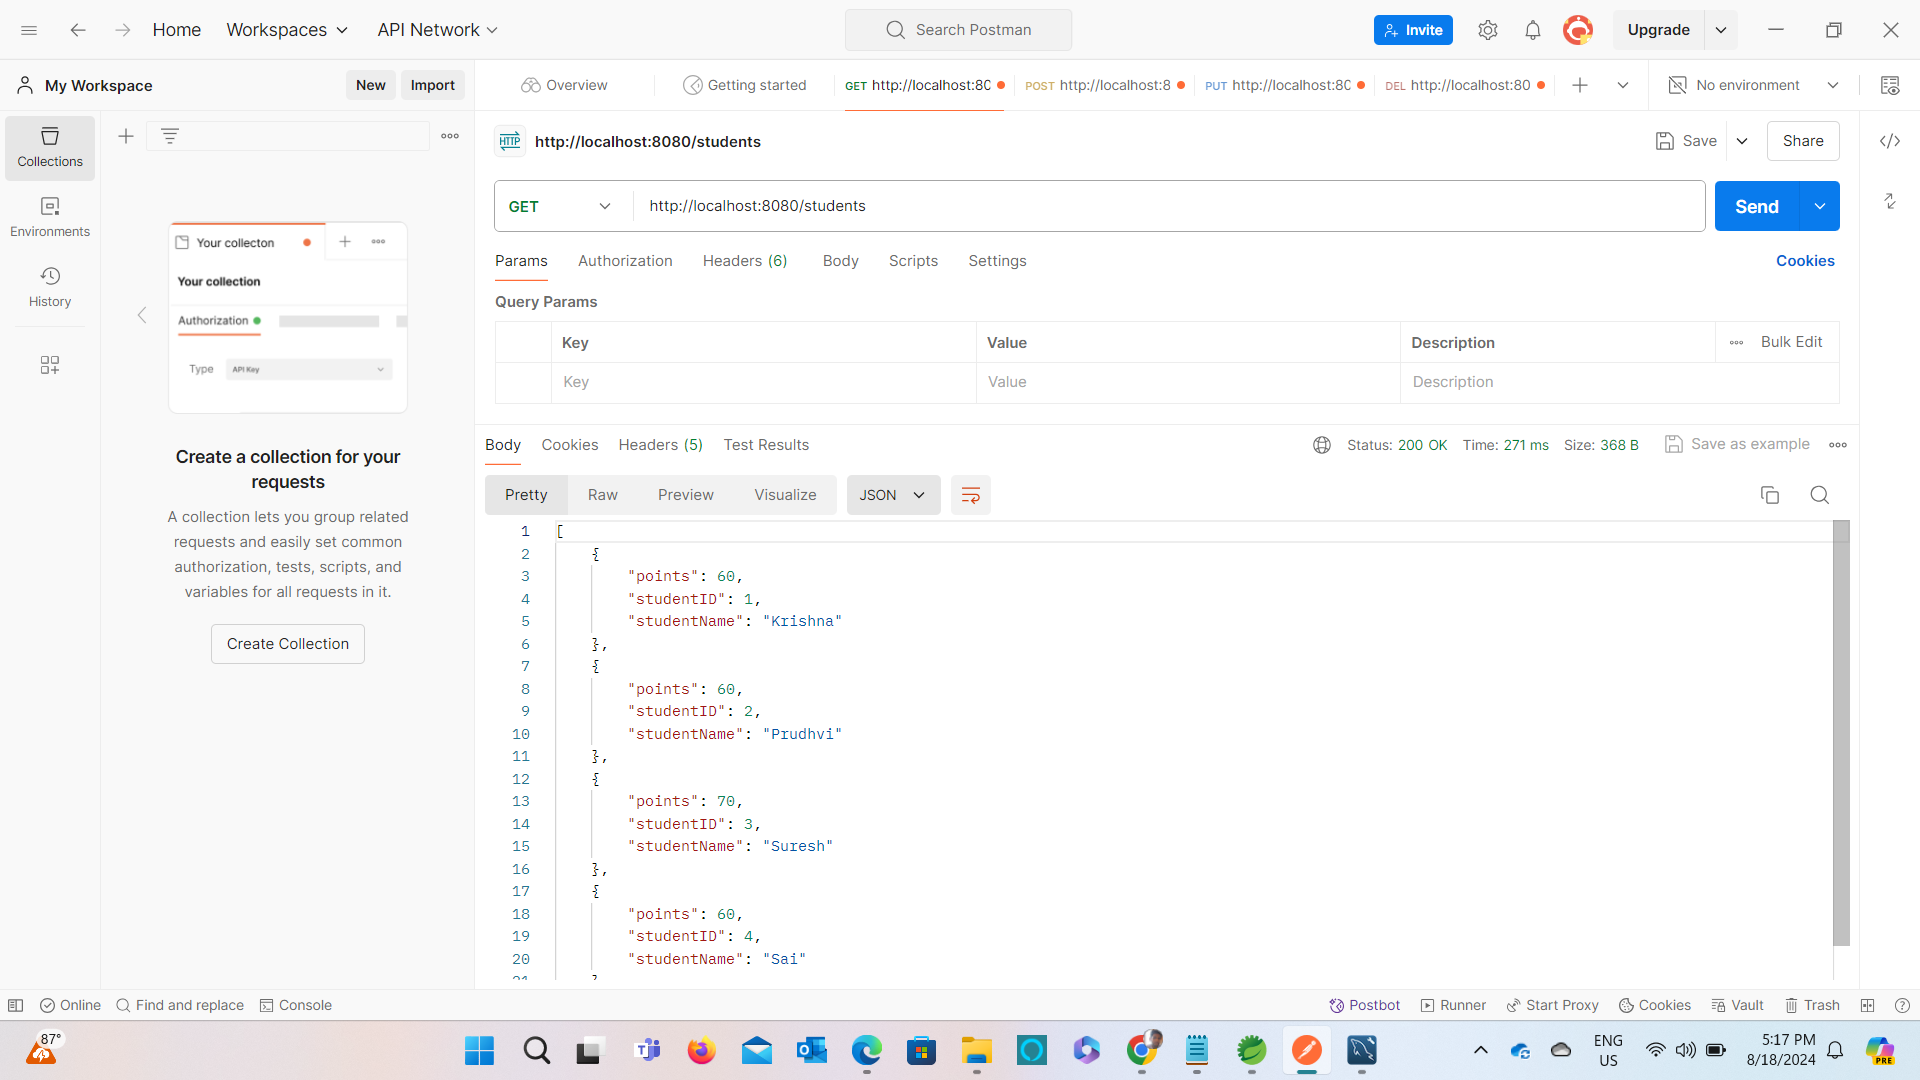 Home Workspaces API Network Search Postman Invite Upgrade
My Workspace New Import Overview Getting started GET http://localhost:80 POST http://localhost:8 PUT http://localhost:80 DEL http://localhost:80 No environment
Collections
Environments
History
Your collecton
Your collection
Authorization
Type API Key
Create a collection for your
requests
A collection lets you group related
requests and easily set common
authorization, tests, scripts, and
variables for all requests in it.
Create Collection
HTTP http://localhost:8080/students Save Share
GET http://localhost:8080/students Send
Params Authorization Headers (6) Body Scripts Settings Cookies
Query Params
Key Value Description Bulk Edit
Key Value Description
Body Cookies Headers (5) Test Results Status: 200 OK Time: 271 ms Size: 368 B Save as example
Pretty Raw Preview Visualize JSON
1 [
2 {
3 "points": 60,
4 "studentID": 1,
5 "studentName": "Krishna"
6 },
7 {
8 "points": 60,
9 "studentID": 2,
10 "studentName": "Prudhvi"
11 },
12 {
13 "points": 70,
14 "studentID": 3,
15 "studentName": "Suresh"
16 },
17 {
18 "points": 60,
19 "studentID": 4,
20 "studentName": "Sai"
21 }
Online Find and replace Console Postbot Runner Start Proxy Cookies Vault Trash
87° ENG 5:17 PM
US 8/18/2024 PRE